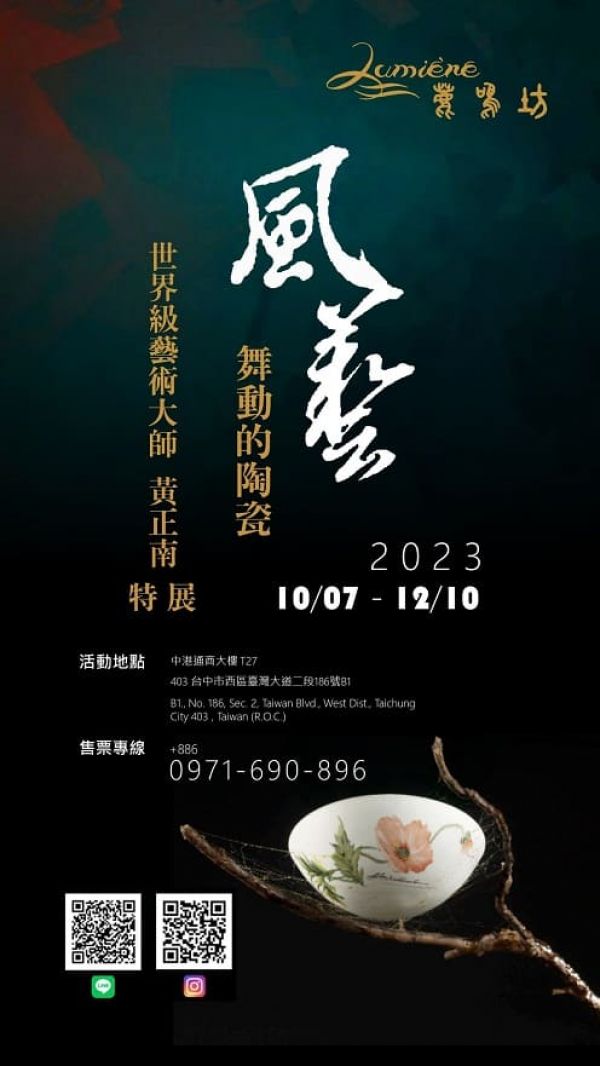 Lumière
坊
風藝
舞動的陶瓷
世界級藝術大師 黃正南
特展
2023
10/07 - 12/10
活動地點
中港通商大樓 T27
403 台中市西區臺灣大道二段186號B1
B1., No. 186, Sec. 2, Taiwan Blvd., West Dist., Taichung
City 403 , Taiwan (R.O.C.)
售票專線
+886
0971-690-896
LINE